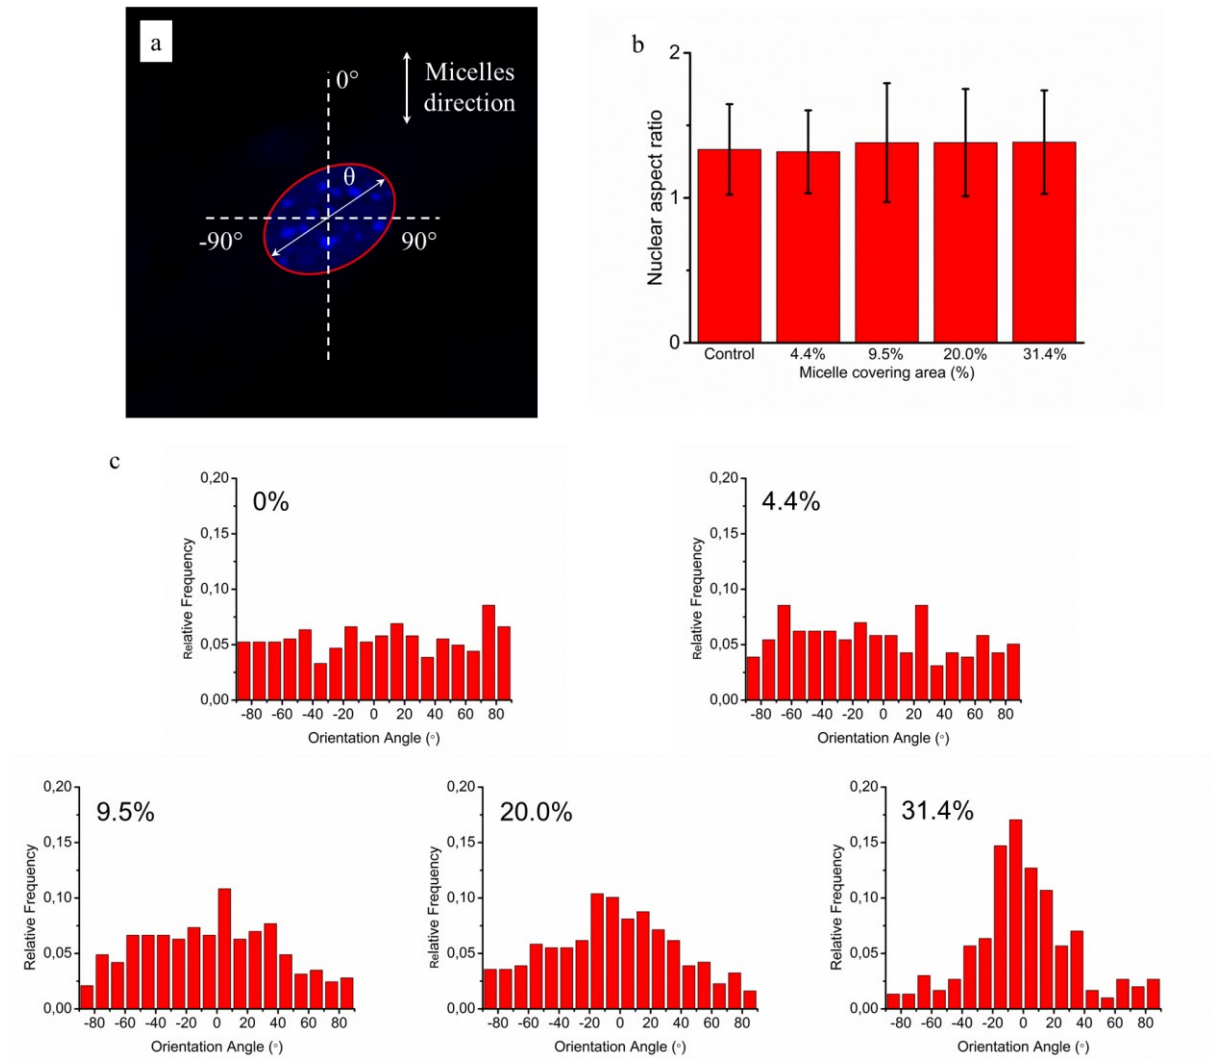 a
Micelles
direction
0°
θ
-90°
90°
b
Nuclear aspect ratio
2
1
0
Control 4.4% 9.5% 20.0% 31.4%
Micelle covering area (%)
c
0%
Relative Frequency
0,20
0,15
0,10
0,05
0,00
-80 -60 -40 -20 0 20 40 60 80
Orientation Angle (°)
4.4%
Relative Frequency
0,20
0,15
0,10
0,05
0,00
-80 -60 -40 -20 0 20 40 60 80
Orientation Angle (°)
9.5%
Relative Frequency
0,20
0,15
0,10
0,05
0,00
-80 -60 -40 -20 0 20 40 60 80
Orientation Angle (°)
20.0%
Relative Frequency
0,20
0,15
0,10
0,05
0,00
-80 -60 -40 -20 0 20 40 60 80
Orientation Angle (°)
31.4%
Relative Frequency
0,20
0,15
0,10
0,05
0,00
-80 -60 -40 -20 0 20 40 60 80
Orientation Angle (°)